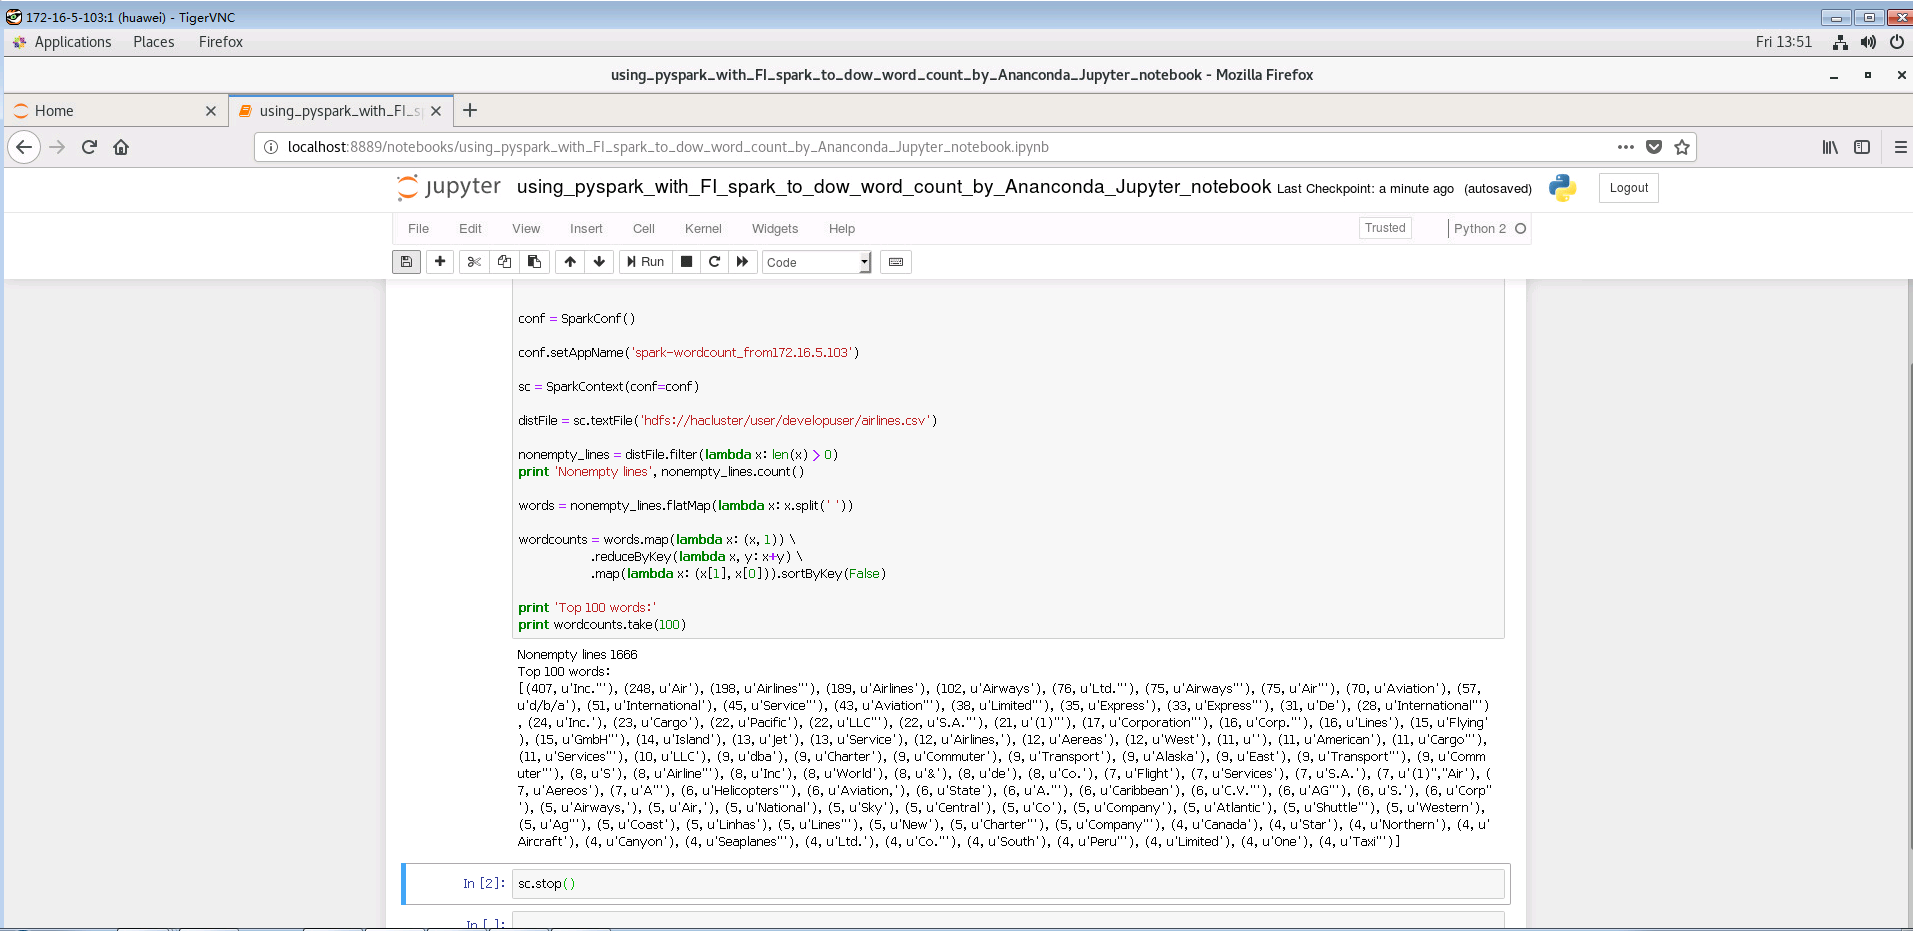 172-16-5-103:1 (huawei) - TigerVNC
Applications Places Firefox Fri 13:51
using_pyspark_with_FI_spark_to_dow_word_count_by_Ananconda_Jupyter_notebook - Mozilla Firefox
Home using_pyspark_with_FI_s
localhost:8889/notebooks/using_pyspark_with_FI_spark_to_dow_word_count_by_Ananconda_Jupyter_notebook.ipynb
jupyter using_pyspark_with_FI_spark_to_dow_word_count_by_Ananconda_Jupyter_notebook Last Checkpoint: a minute ago (autosaved) Logout
File Edit View Insert Cell Kernel Widgets Help Trusted Python 2
Run Code
conf = SparkConf()
conf.setAppName('spark-wordcount_from172.16.5.103')
sc = SparkContext(conf=conf)
distFile = sc.textFile('hdfs://hacluster/user/developuser/airlines.csv')
nonempty_lines = distFile.filter(lambda x: len(x) > 0)
print 'Nonempty lines', nonempty_lines.count()
words = nonempty_lines.flatMap(lambda x: x.split(' '))
wordcounts = words.map(lambda x: (x, 1)) \
.reduceByKey(lambda x, y: x+y) \
.map(lambda x: (x[1], x[0])).sortByKey(False)
print 'Top 100 words:'
print wordcounts.take(100)
Nonempty lines 1666
Top 100 words:
[(407, u'Inc."'), (248, u'Air'), (198, u'Airlines"'), (189, u'Airlines'), (102, u'Airways'), (76, u'Ltd."'), (75, u'Airways"'), (75, u'Air"'), (70, u'Aviation'), (57,
u'd/b/a'), (51, u'International'), (45, u'Service"'), (43, u'Aviation"'), (38, u'Limited"'), (35, u'Express'), (33, u'Express"'), (31, u'De'), (28, u'International"')
, (24, u'Inc.'), (23, u'Cargo'), (22, u'Pacific'), (22, u'LLC"'), (22, u'S.A."'), (21, u'(1)"'), (17, u'Corporation"'), (16, u'Corp."'), (16, u'Lines'), (15, u'Flying'
), (15, u'GmbH"'), (14, u'Island'), (13, u'Jet'), (13, u'Service'), (12, u'Airlines,'), (12, u'Aereas'), (12, u'West'), (11, u''), (11, u'American'), (11, u'Cargo"'),
(11, u'Services"'), (10, u'LLC'), (9, u'dba'), (9, u'Charter'), (9, u'Commuter'), (9, u'Transport'), (9, u'Alaska'), (9, u'East'), (9, u'Transport"'), (9, u'Comm
uter"'), (8, u'S'), (8, u'Airline"'), (8, u'Inc'), (8, u'World'), (8, u'&'), (8, u'de'), (8, u'Co.'), (7, u'Flight'), (7, u'Services'), (7, u'S.A.'), (7, u'(1)","Air'), (
7, u'Aereos'), (7, u'A"'), (6, u'Helicopters"'), (6, u'Aviation,'), (6, u'State'), (6, u'A."'), (6, u'Caribbean'), (6, u'C.V."'), (6, u'AG"'), (6, u'S.'), (6, u'Corp"
'), (5, u'Airways,'), (5, u'Air,'), (5, u'National'), (5, u'Sky'), (5, u'Central'), (5, u'Co'), (5, u'Company'), (5, u'Atlantic'), (5, u'Shuttle"'), (5, u'Western'),
(5, u'Ag"'), (5, u'Coast'), (5, u'Linhas'), (5, u'Lines"'), (5, u'New'), (5, u'Charter"'), (5, u'Company"'), (4, u'Canada'), (4, u'Star'), (4, u'Northern'), (4, u'
Aircraft'), (4, u'Canyon'), (4, u'Seaplanes"'), (4, u'Ltd.'), (4, u'Co."'), (4, u'South'), (4, u'Peru"'), (4, u'Limited'), (4, u'One'), (4, u'Taxi"')]
In [2]: sc.stop()
In [ ]: